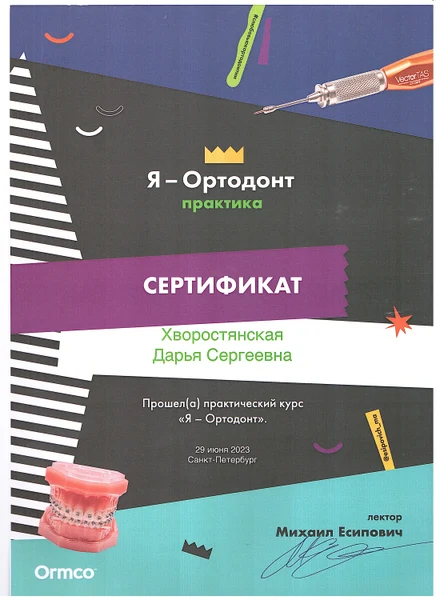 VectorTAS
Я – Ортодонт
практика
СЕРТИФИКАТ
Хворостянская
Дарья Сергеевна
Прошел(а) практический курс
«Я – Ортодонт».
29 июня 2023
Санкт-Петербург
@esipovich_ma
лектор
Михаил Есипович
Ormco